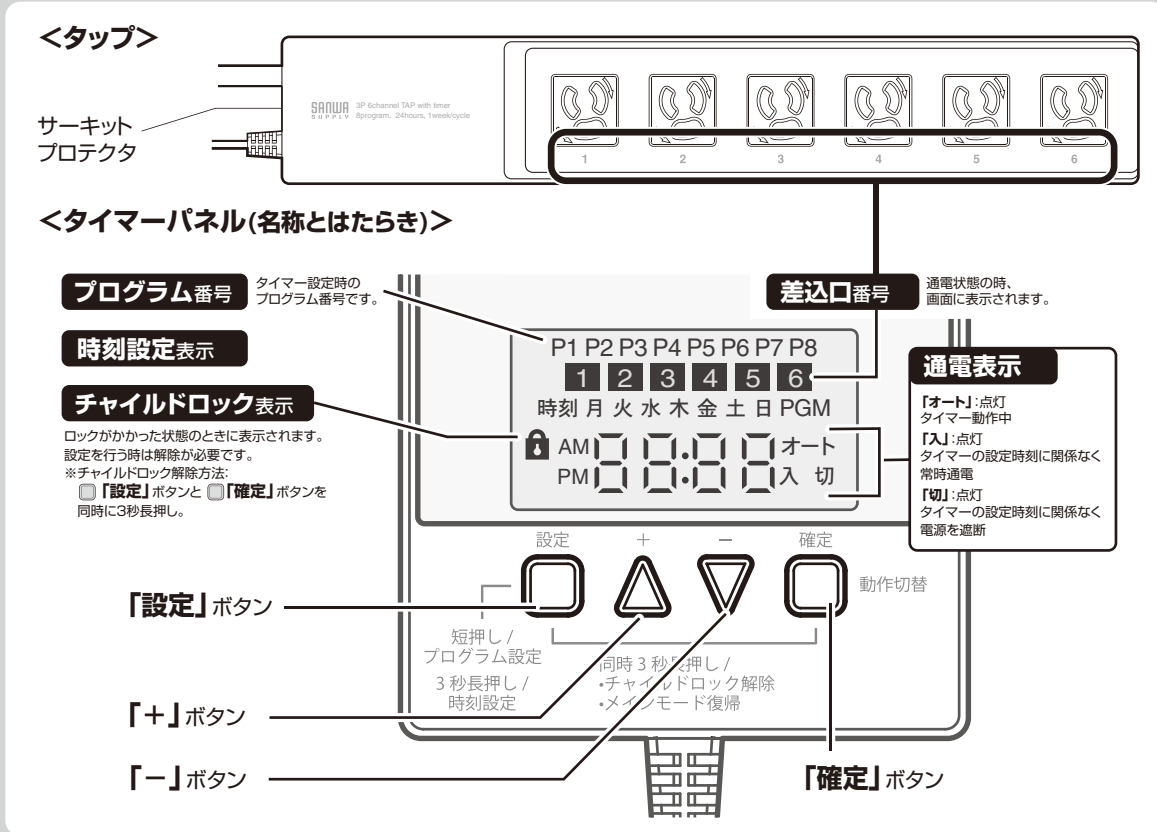 ＜タップ＞
サーキット
プロテクタ
SANWA
SUPPLY
3P 6channel TAP with timer
8program, 24hours, 1week/cycle
1 2 3 4 5 6
＜タイマーパネル(名称とはたらき)＞
プログラム番号
タイマー設定時の
プログラム番号です。
差込口番号
通電状態の時、
画面に表示されます。
時刻設定表示
チャイルドロック表示
ロックがかかった状態のときに表示されます。
設定を行う時は解除が必要です。
※チャイルドロック解除方法:
「設定」ボタンと「確定」ボタンを
同時に3秒長押し。
P1 P2 P3 P4 P5 P6 P7 P8
1 2 3 4 5 6
時刻 月 火 水 木 金 土 日 PGM
AM 88:88 オート
PM 入 切
通電表示
「オート」:点灯
タイマー動作中
「入」:点灯
タイマーの設定時刻に関係なく
常時通電
「切」:点灯
タイマーの設定時刻に関係なく
電源を遮断
設定 + − 確定
動作切替
短押し /
プログラム設定
3 秒長押し /
時刻設定
同時 3 秒長押し /
•チャイルドロック解除
•メインモード復帰
「設定」ボタン
「＋」ボタン
「－」ボタン
「確定」ボタン